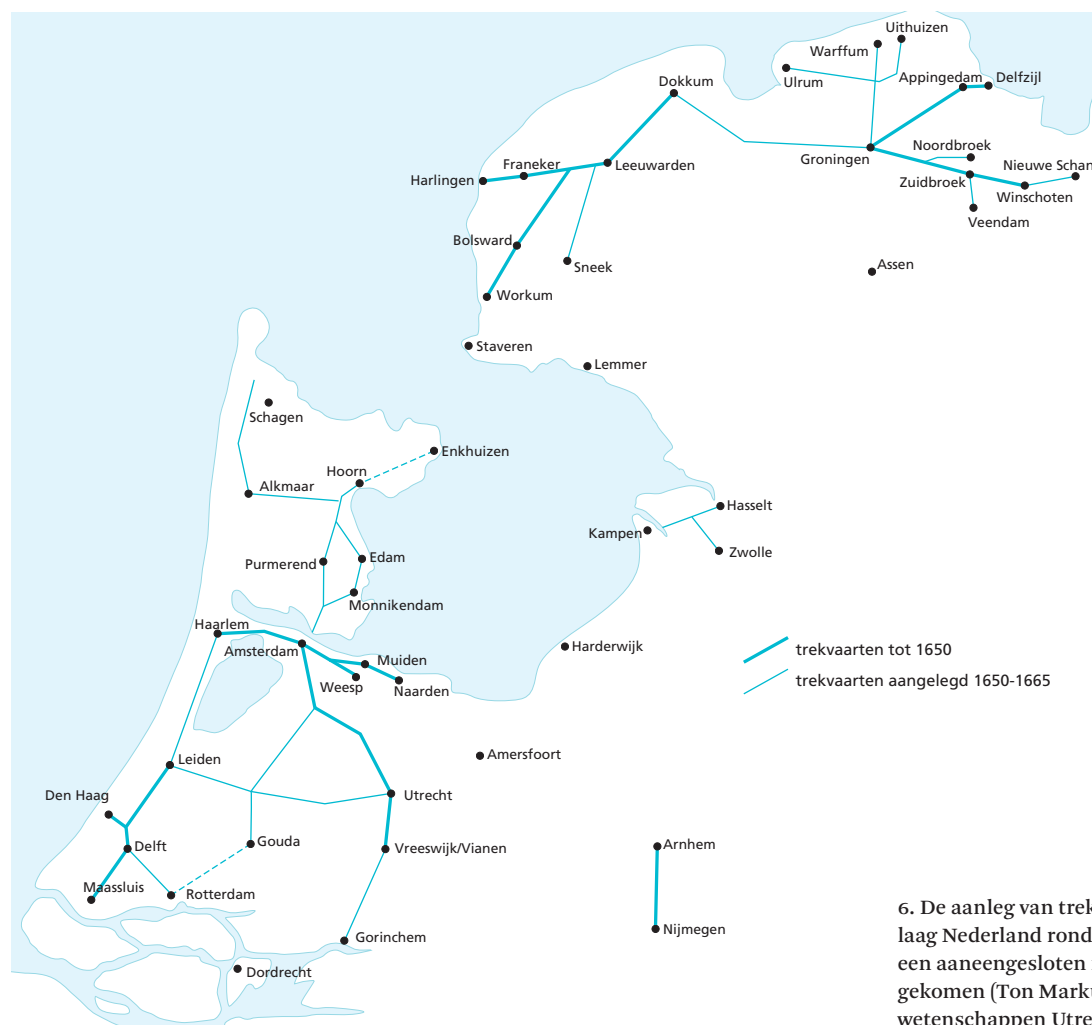 Uithuizen
Warffum
Ulrum
Dokkum
Appingedam
Delfzijl
Groningen
Noordbroek
Nieuwe Schan
Zuidbroek
Winschoten
Veendam
Franeker
Leeuwarden
Harlingen
Bolsward
Sneek
Workum
Assen
Staveren
Lemmer
Schagen
Enkhuizen
Hoorn
Alkmaar
Hasselt
Kampen
Zwolle
Purmerend
Edam
Monnikendam
Haarlem
Amsterdam
Muiden
Weesp
Naarden
Harderwijk
trekvaarten tot 1650
trekvaarten aangelegd 1650-1665
Leiden
Amersfoort
Den Haag
Utrecht
Delft
Gouda
Vreeswijk/Vianen
Arnhem
Maassluis
Rotterdam
Gorinchem
Nijmegen
Dordrecht
6. De aanleg van trek
laag Nederland rond
een aaneengesloten
gekomen (Ton Mark
wetenschappen Utre